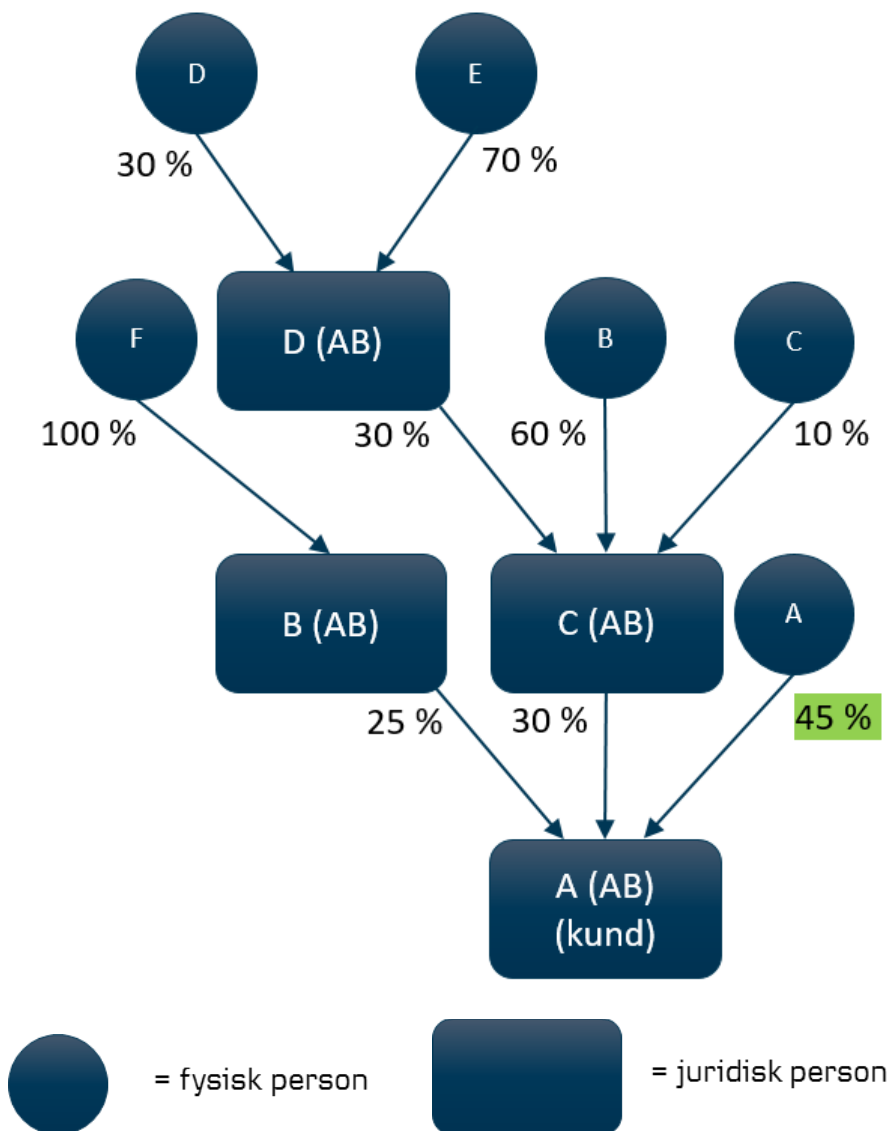 D
E
30 %
70 %
F
D (AB)
B
C
100 %
30 %
60 %
10 %
B (AB)
C (AB)
A
25 %
30 %
45 %
A (AB)
(kund)
= fysisk person
= juridisk person